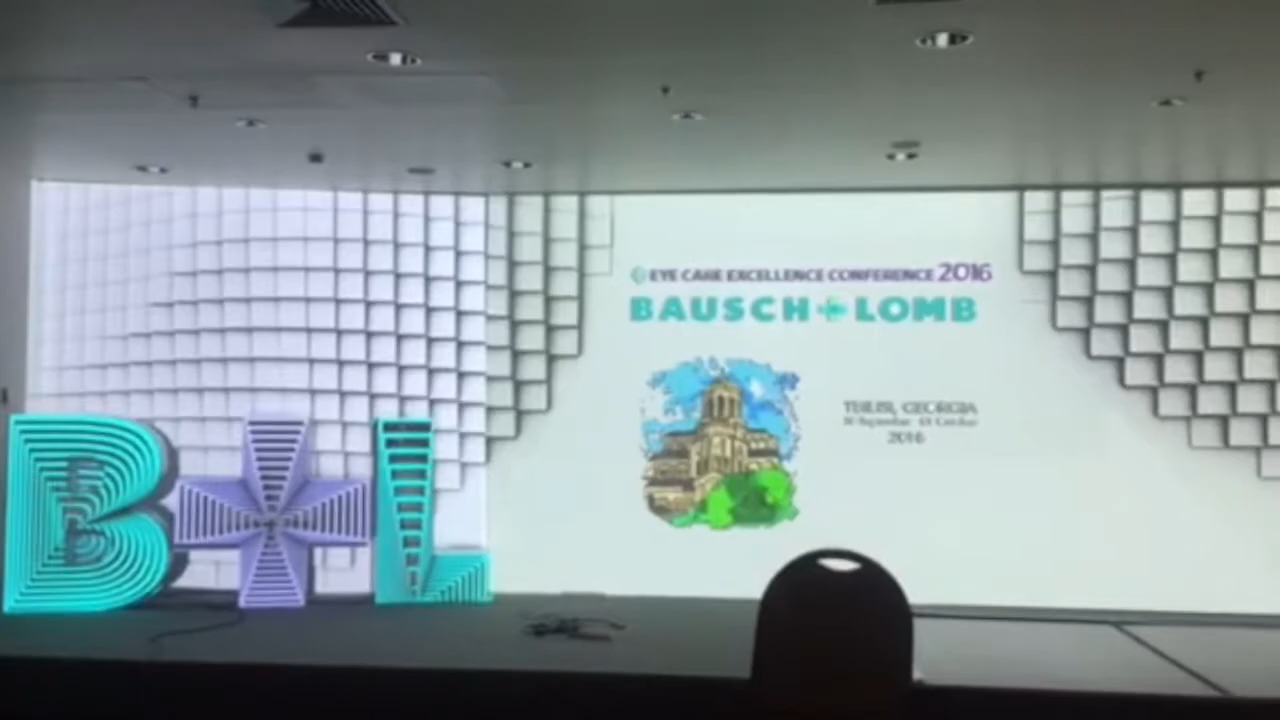 B+L
EYE CARE EXCELLENCE CONFERENCE 2016
BAUSCH + LOMB
TBILISI, GEORGIA
2016